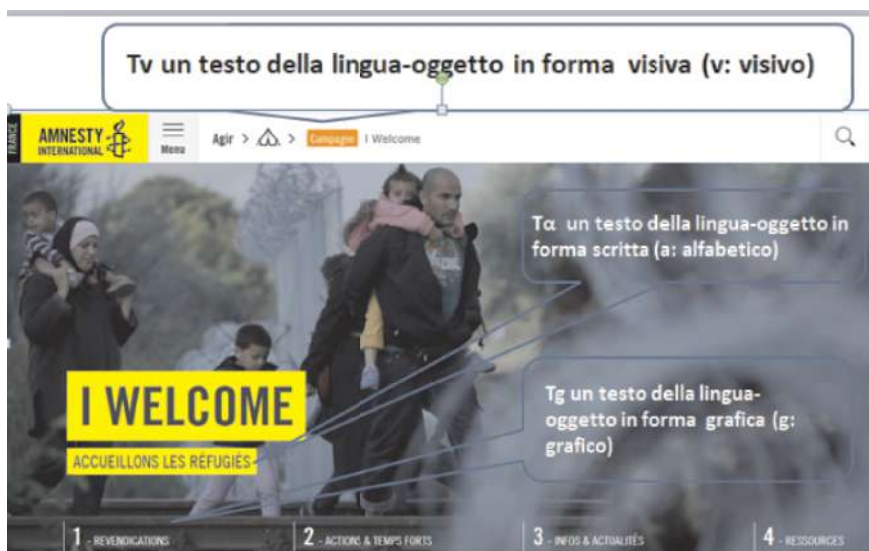 Tv un testo della lingua-oggetto in forma visiva (v: visivo)
FRANCE
AMNESTY
INTERNATIONAL
Menu
Agir > > Campagne I Welcome
Tα un testo della lingua-oggetto in
forma scritta (a: alfabetico)
I WELCOME
ACCUEILLONS LES RÉFUGIÉS
Tg un testo della lingua-
oggetto in forma grafica (g:
grafico)
1 - REVENDICATIONS
2 - ACTIONS & TEMPS FORTS
3 - INFOS & ACTUALITÉS
4 - RESSOURCES